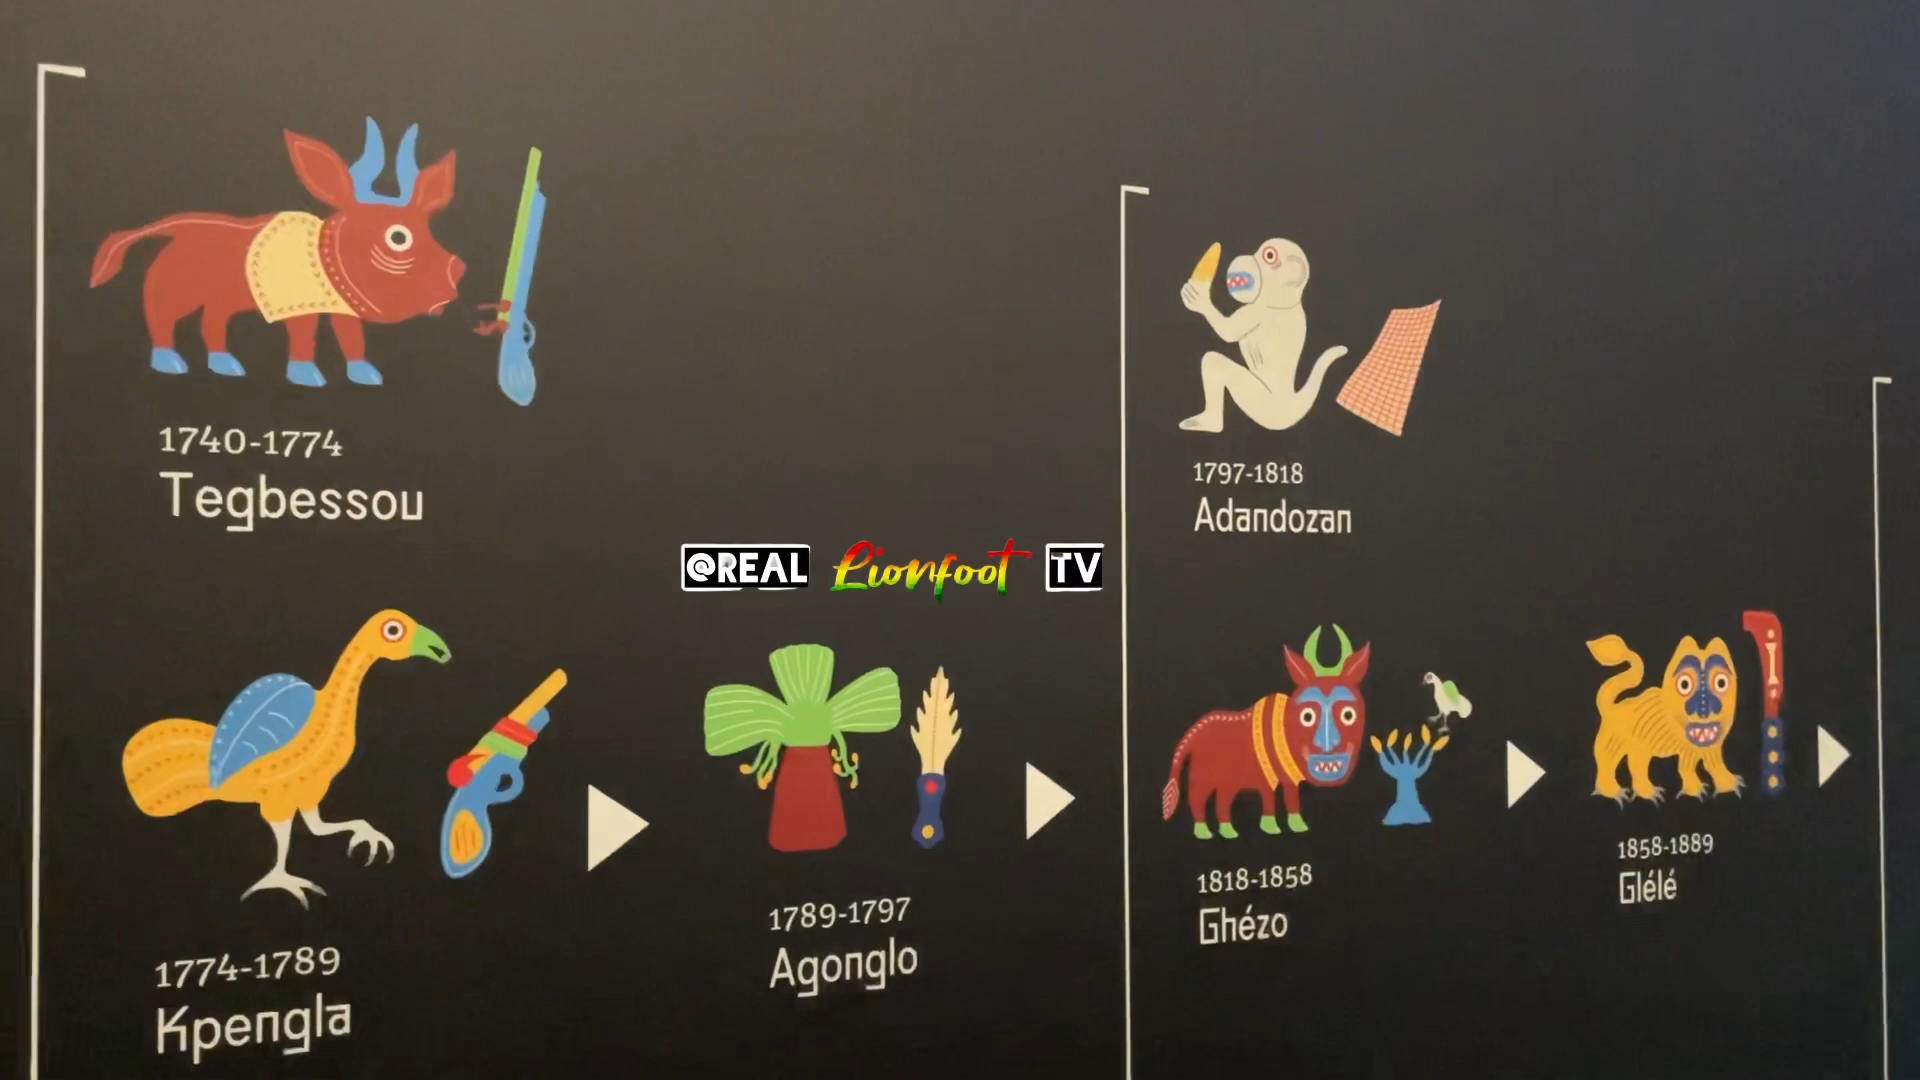 1740-1774
Tegbessou
1797-1818
Adandozan
@REAL Lionfoot TV
1774-1789
Kpengla
1789-1797
Agonglo
1818-1858
Ghézo
1858-1889
Glélé